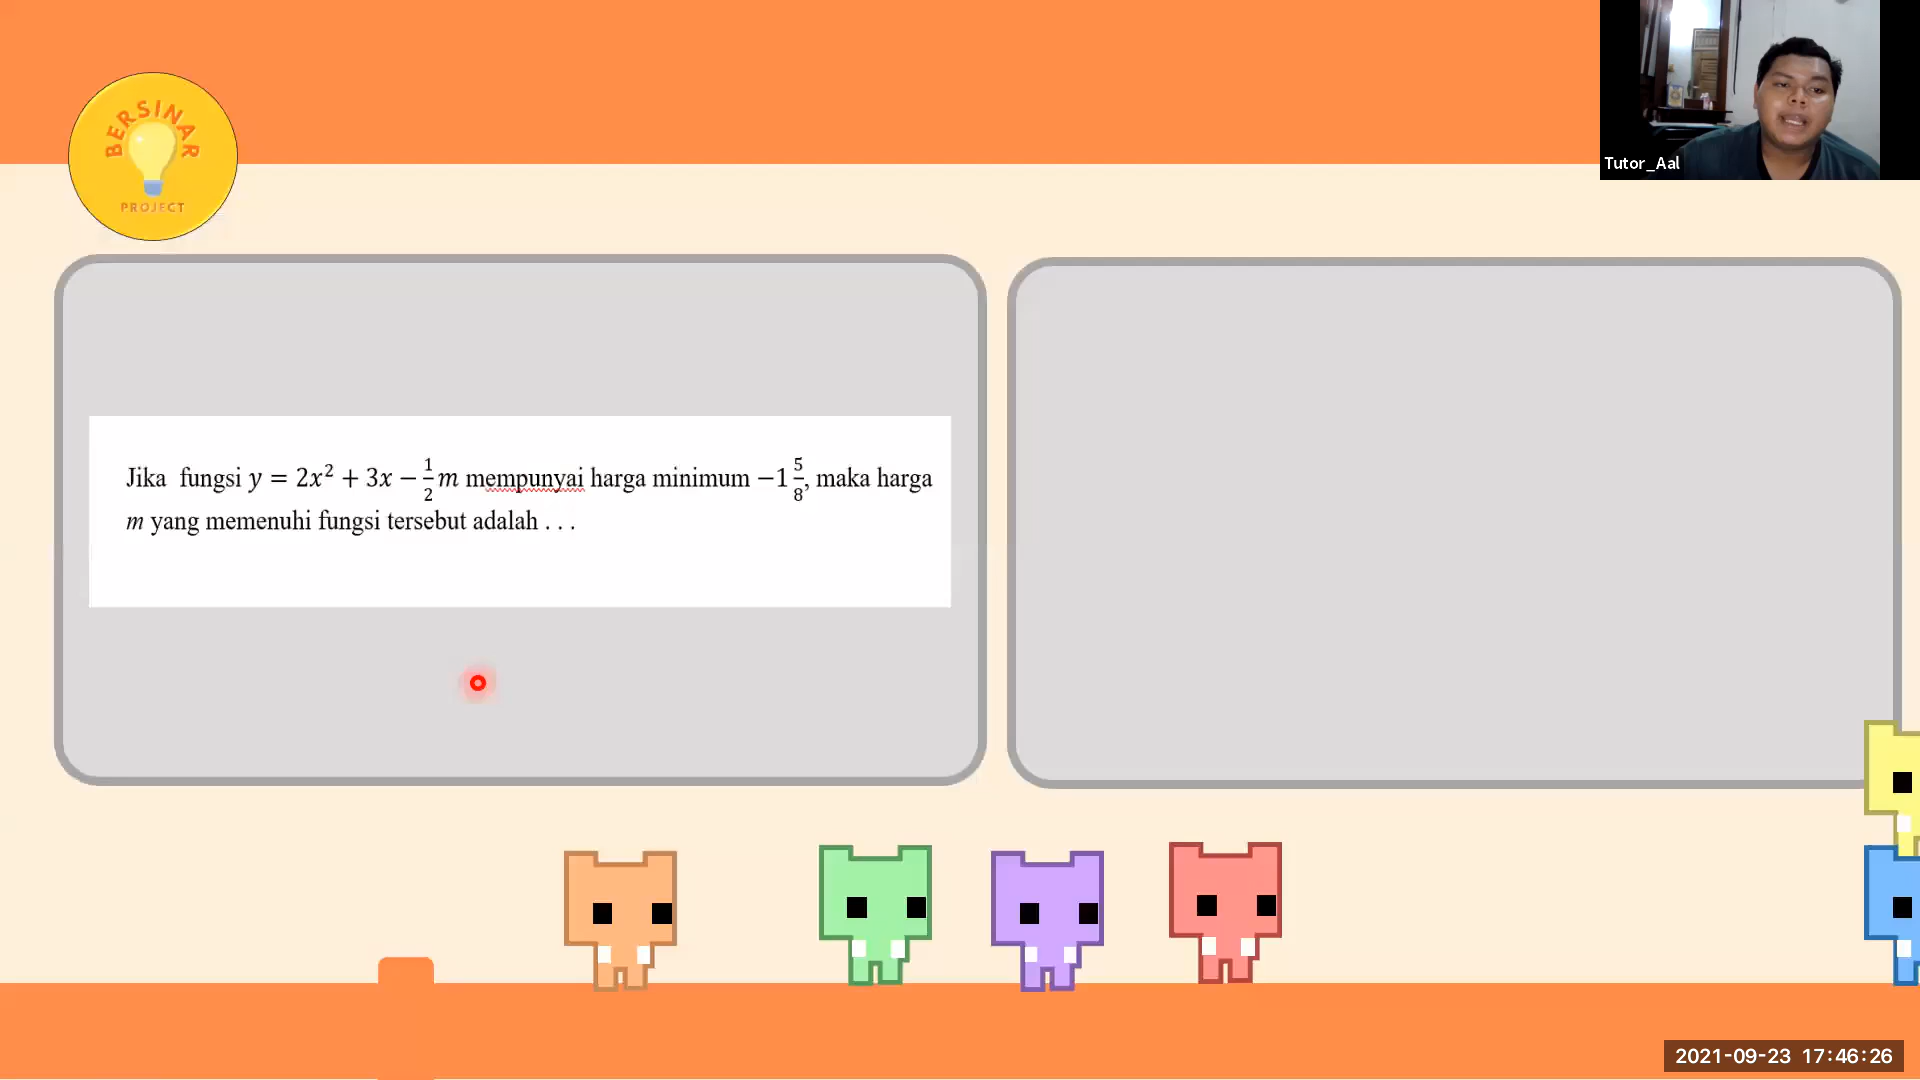 BERSINAR
PROJECT
Tutor_Aal
Jika fungsi y = 2x² + 3x − 1/2 m mempunyai harga minimum −1 5/8, maka harga
m yang memenuhi fungsi tersebut adalah . . .
2021-09-23 17:46:26